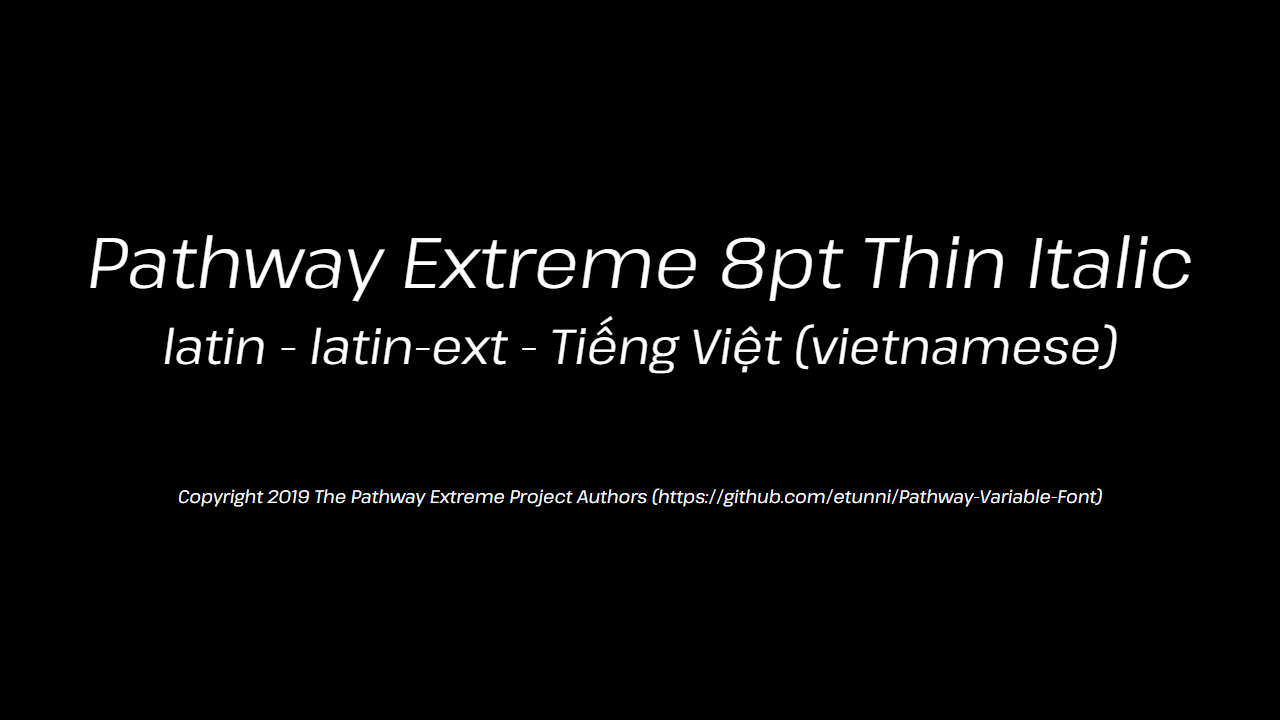 Pathway Extreme 8pt Thin Italic
latin - latin-ext - Tiếng Việt (vietnamese)
Copyright 2019 The Pathway Extreme Project Authors (https://github.com/etunni/Pathway-Variable-Font)